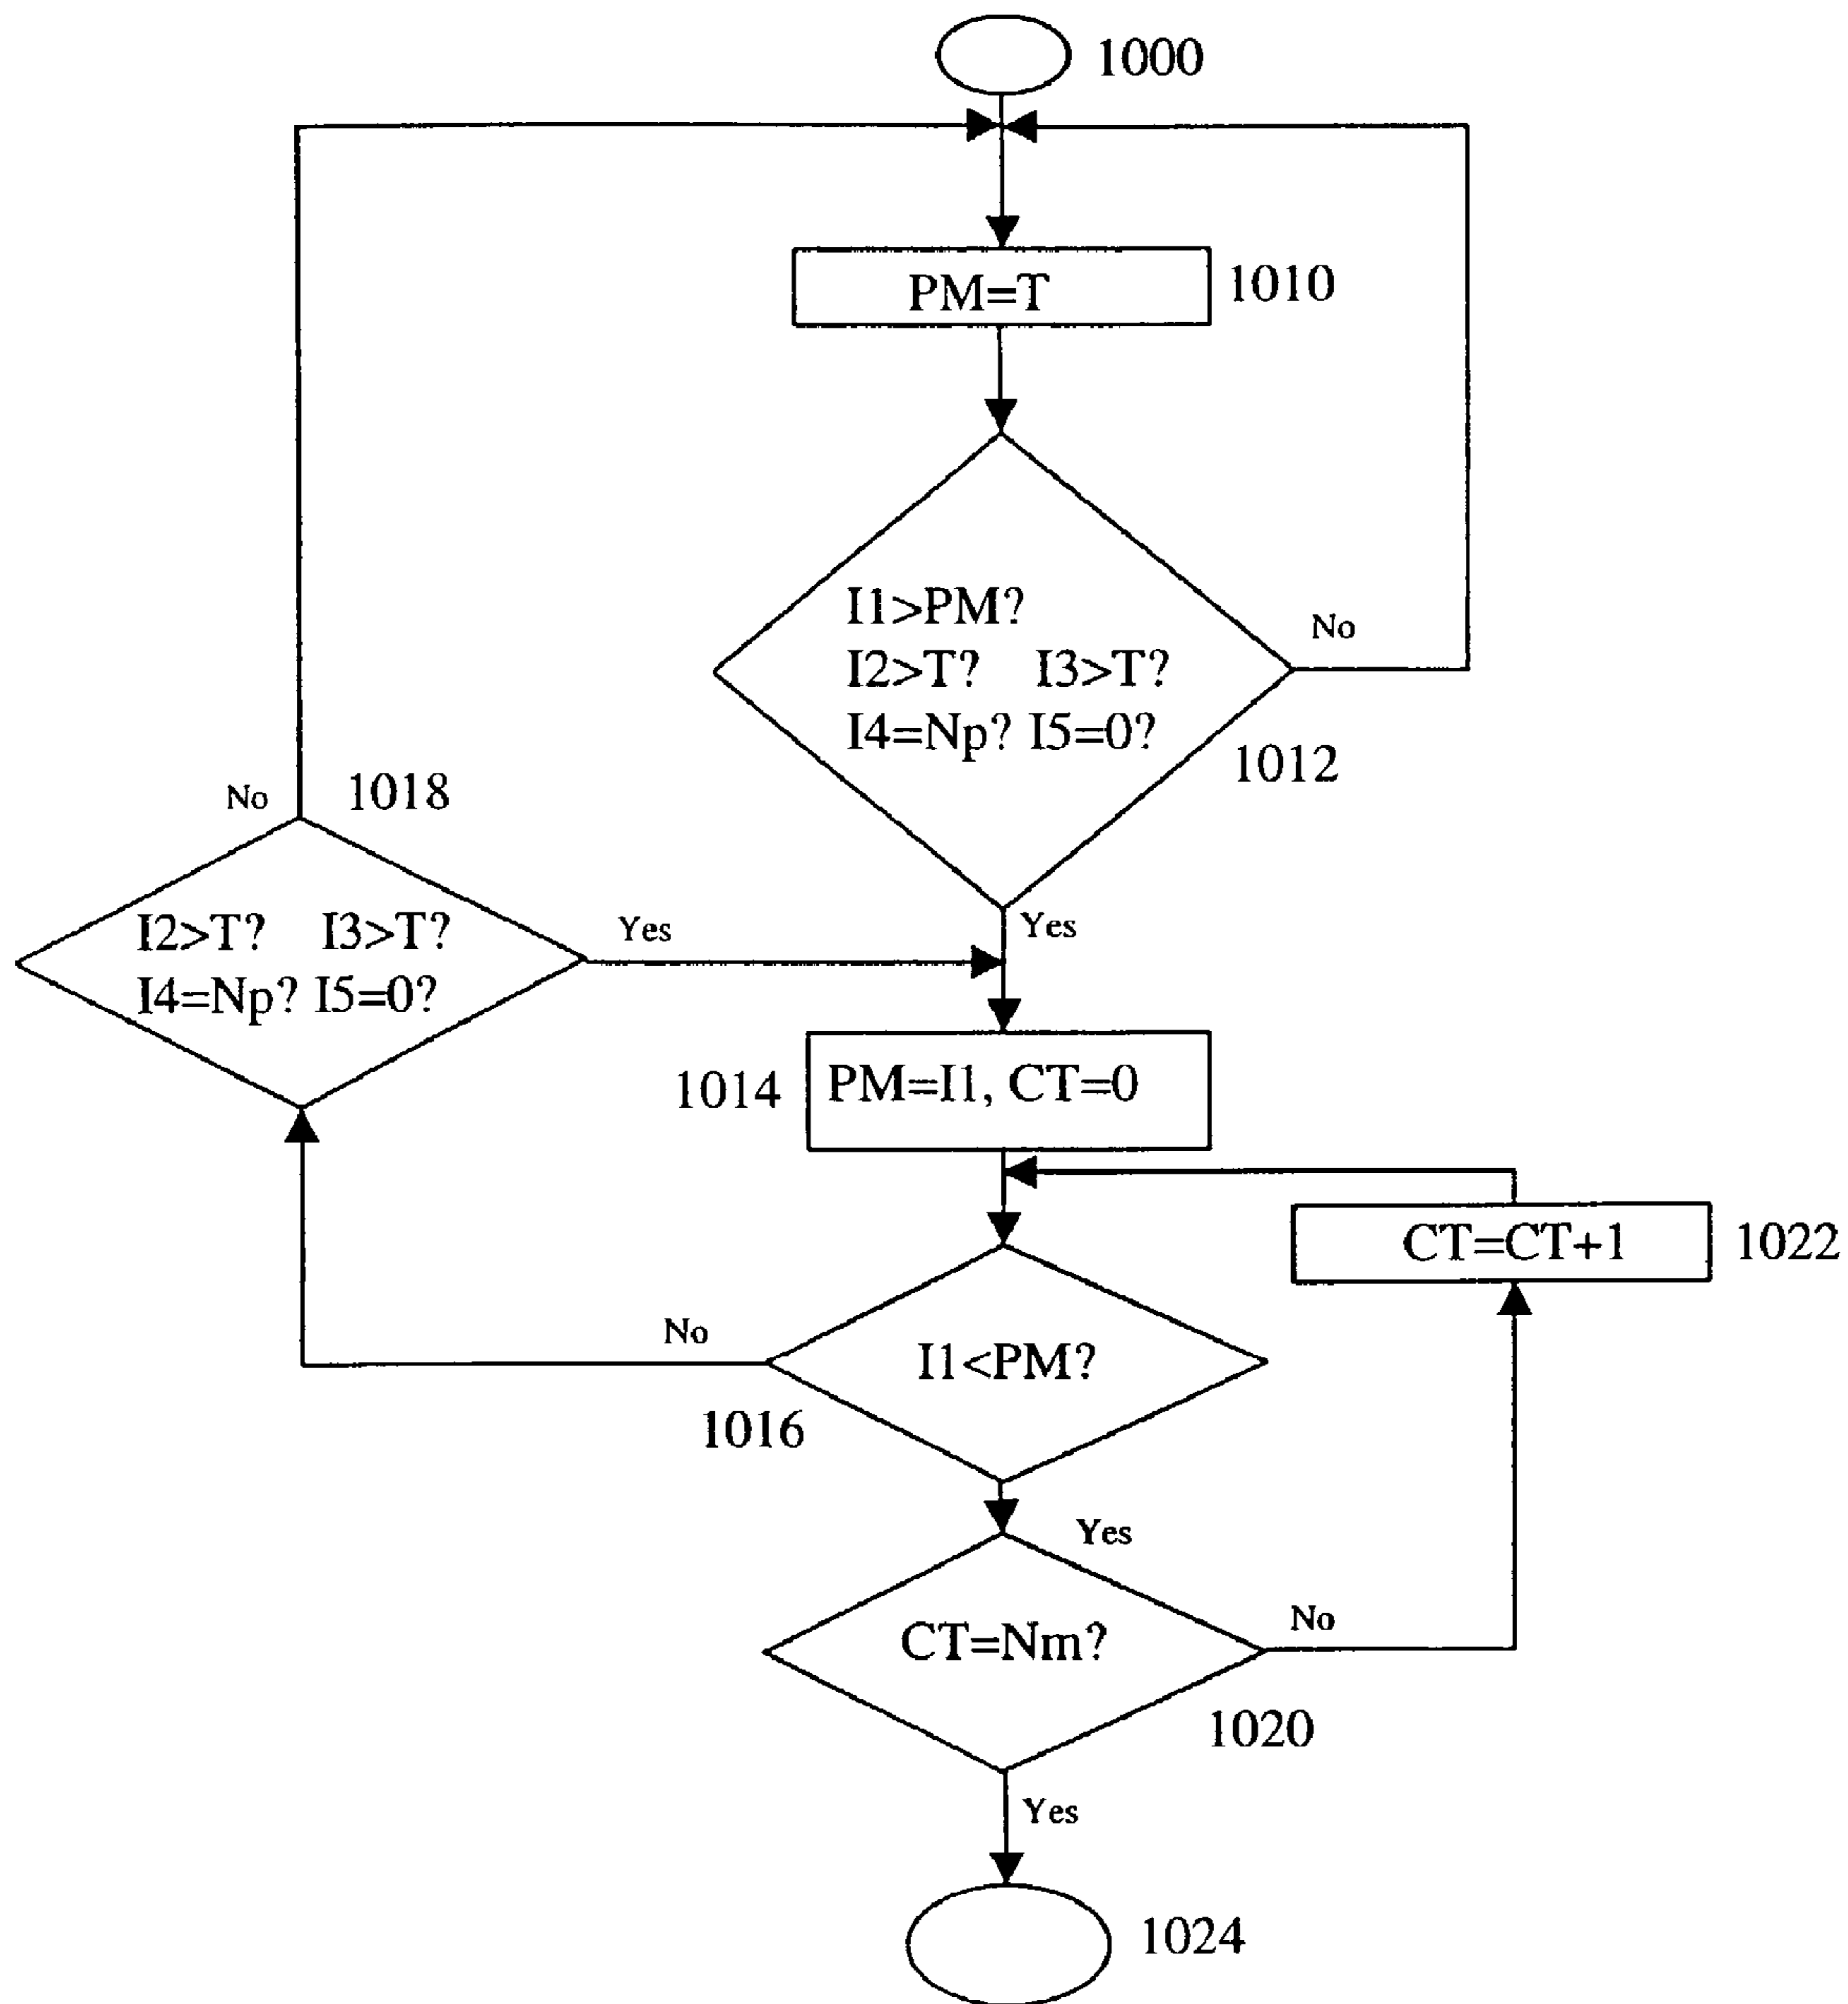 1000
PM=T
1010
I1>PM?
I2>T? I3>T?
I4=Np? I5=0?
No
1012
No
1018
I2>T? I3>T?
I4=Np? I5=0?
Yes
Yes
1014
PM=I1, CT=0
CT=CT+1
1022
No
I1<PM?
1016
Yes
CT=Nm?
No
1020
Yes
1024